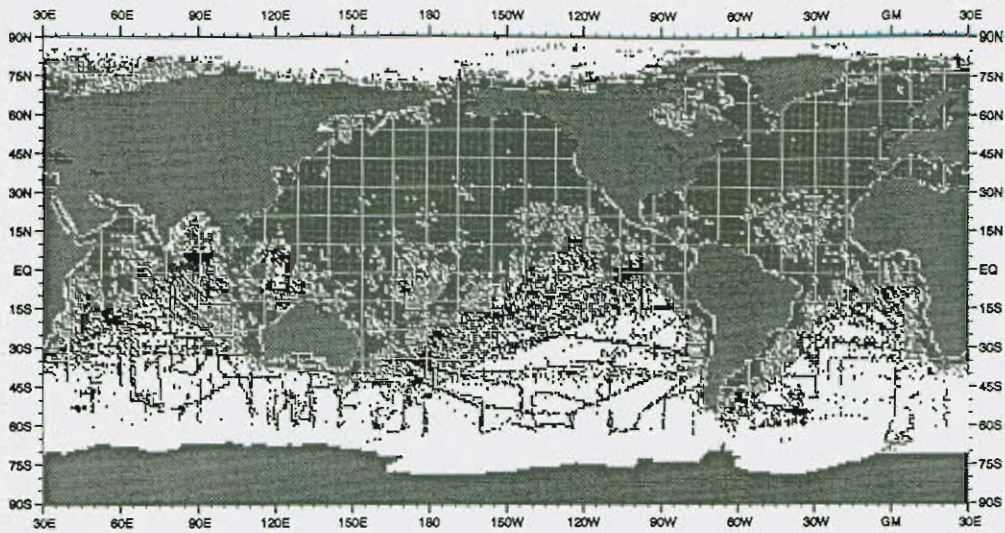 30E 60E 90E 120E 150E 180 150W 120W 90W 60W 30W GM 30E
90N 90N
75N 75N
60N 60N
45N 45N
30N 30N
15N 15N
EQ EQ
15S 15S
30S 30S
45S 45S
60S 60S
75S 75S
90S 90S
30E 60E 90E 120E 150E 180 150W 120W 90W 60W 30W GM 30E